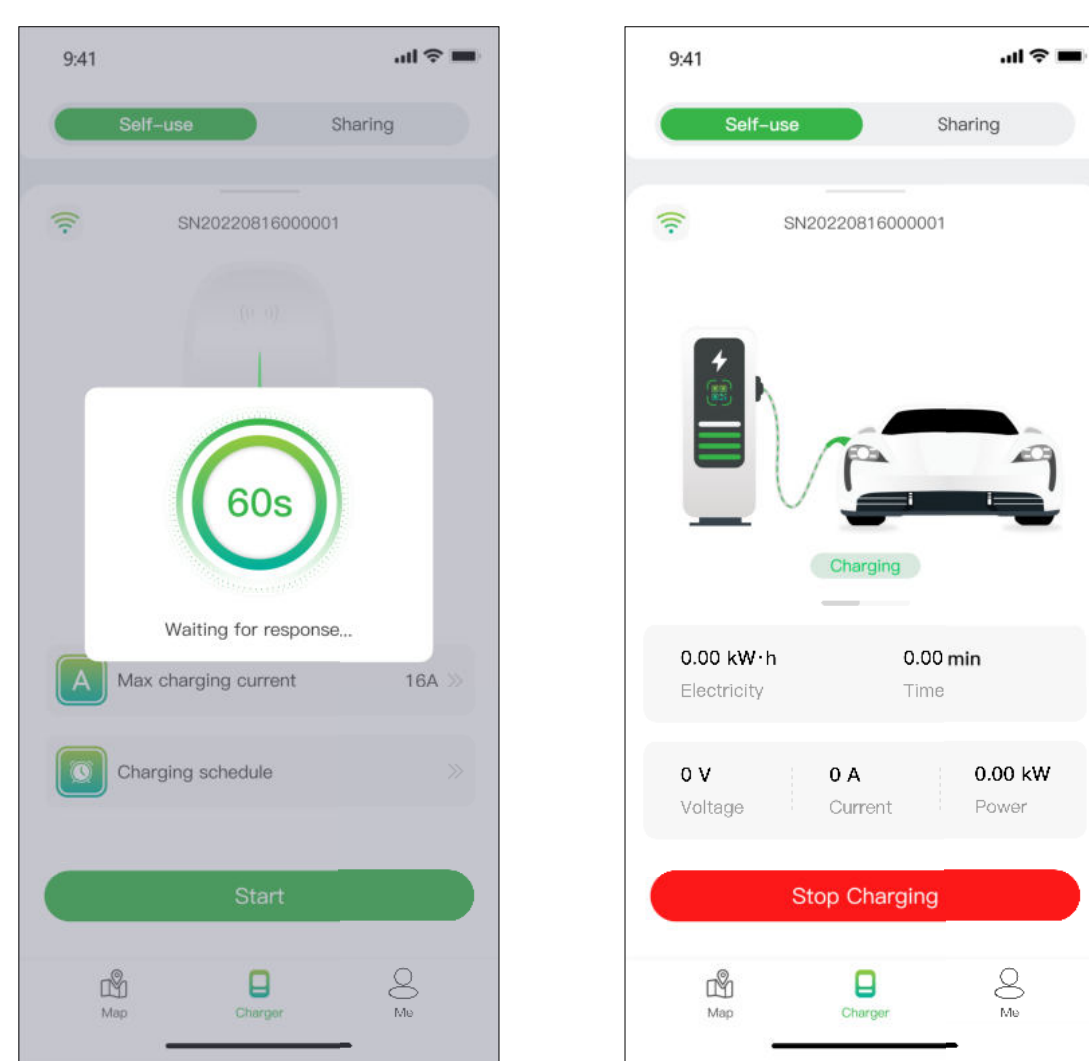 9:41
Self-use Sharing
SN20220816000001
60s
Waiting for response...
A Max charging current 16A
Charging schedule
Start
Map Charger Me
9:41
Self-use Sharing
SN20220816000001
Charging
0.00 kW·h 0.00 min
Electricity Time
0 V 0 A 0.00 kW
Voltage Current Power
Stop Charging
Map Charger Me